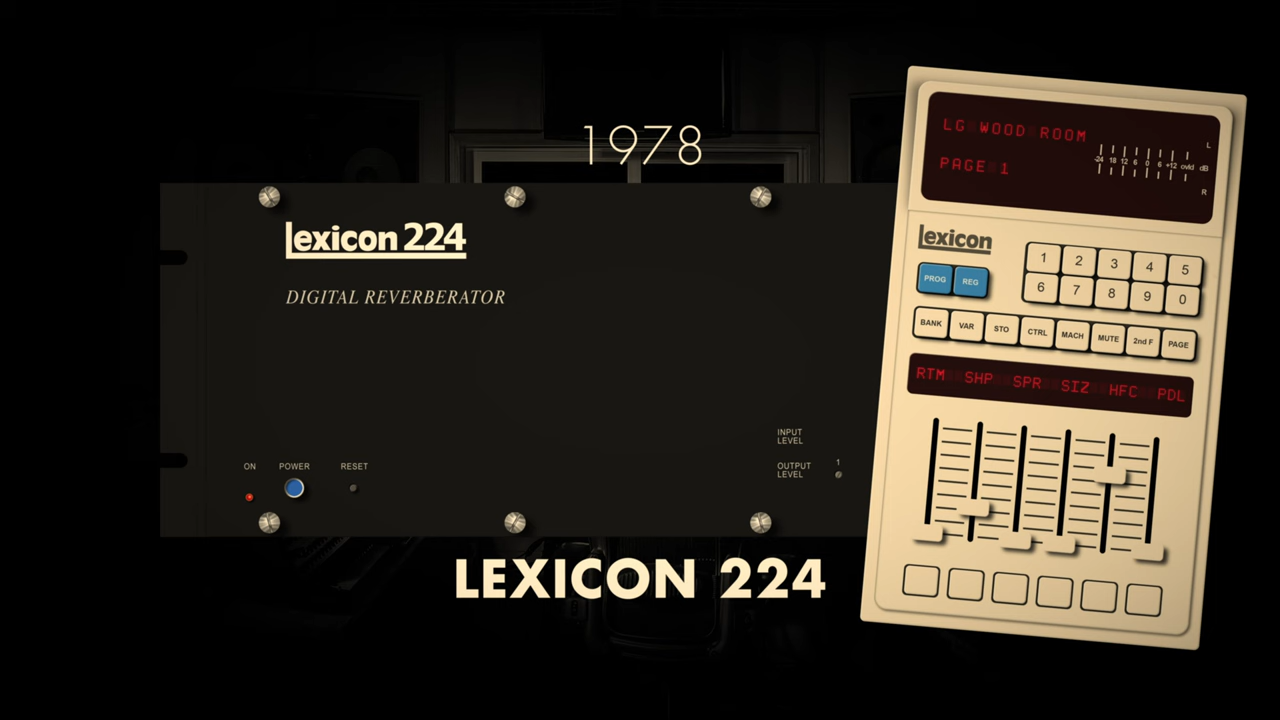 1978
Lexicon 224
DIGITAL REVERBERATOR
ON
POWER
RESET
INPUT
LEVEL
OUTPUT
LEVEL
1
LEXICON 224
LG WOOD ROOM
PAGE 1
L
-24 18 12 6 0 6 +12 ovld dB
R
Lexicon
PROG REG
1 2 3 4 5
6 7 8 9 0
BANK VAR STO CTRL MACH MUTE 2nd F PAGE
RTM SHP SPR SIZ HFC PDL